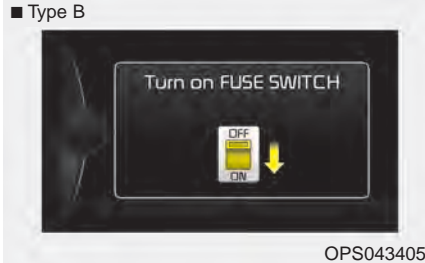 ■ Type B
Turn on FUSE SWITCH
OFF
ON
OPS043405